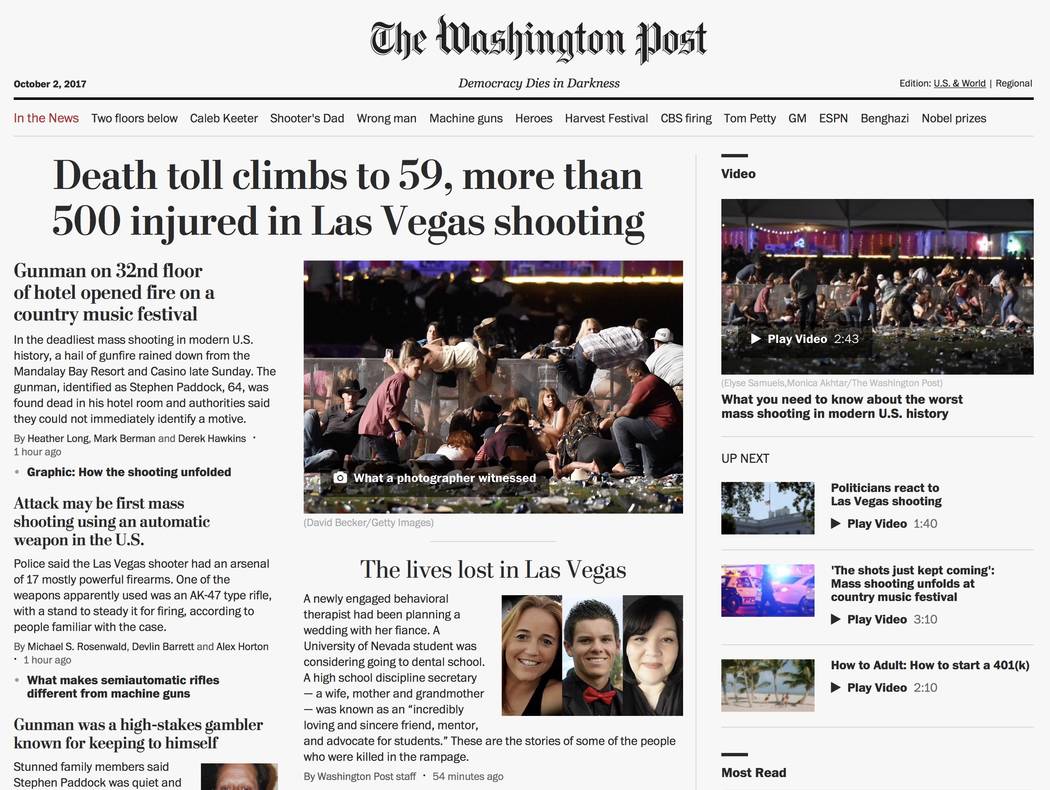 The Washington Post
October 2, 2017
Democracy Dies in Darkness
Edition: U.S. & World | Regional
In the News Two floors below Caleb Keeter Shooter's Dad Wrong man Machine guns Heroes Harvest Festival CBS firing Tom Petty GM ESPN Benghazi Nobel prizes
Death toll climbs to 59, more than
500 injured in Las Vegas shooting
Gunman on 32nd floor
of hotel opened fire on a
country music festival
In the deadliest mass shooting in modern U.S.
history, a hail of gunfire rained down from the
Mandalay Bay Resort and Casino late Sunday. The
gunman, identified as Stephen Paddock, 64, was
found dead in his hotel room and authorities said
they could not immediately identify a motive.
By Heather Long, Mark Berman and Derek Hawkins •
1 hour ago
• Graphic: How the shooting unfolded
Attack may be first mass
shooting using an automatic
weapon in the U.S.
Police said the Las Vegas shooter had an arsenal
of 17 mostly powerful firearms. One of the
weapons apparently used was an AK-47 type rifle,
with a stand to steady it for firing, according to
people familiar with the case.
By Michael S. Rosenwald, Devlin Barrett and Alex Horton
• 1 hour ago
• What makes semiautomatic rifles
different from machine guns
Gunman was a high-stakes gambler
known for keeping to himself
Stunned family members said
Stephen Paddock was quiet and
What a photographer witnessed
(David Becker/Getty Images)
The lives lost in Las Vegas
A newly engaged behavioral
therapist had been planning a
wedding with her fiance. A
University of Nevada student was
considering going to dental school.
A high school discipline secretary
— a wife, mother and grandmother
— was known as an “incredibly
loving and sincere friend, mentor,
and advocate for students.” These are the stories of some of the people
who were killed in the rampage.
By Washington Post staff • 54 minutes ago
Video
Play Video 2:43
(Elyse Samuels,Monica Akhtar/The Washington Post)
What you need to know about the worst
mass shooting in modern U.S. history
UP NEXT
Politicians react to
Las Vegas shooting
Play Video 1:40
'The shots just kept coming':
Mass shooting unfolds at
country music festival
Play Video 3:10
How to Adult: How to start a 401(k)
Play Video 2:10
Most Read